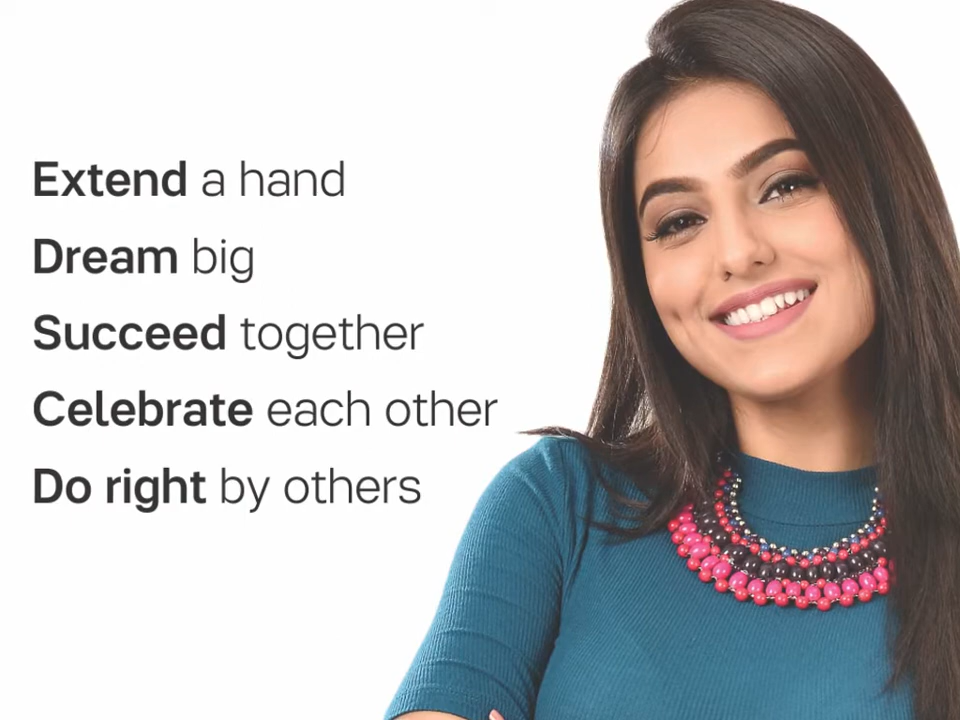 Extend a hand
Dream big
Succeed together
Celebrate each other
Do right by others